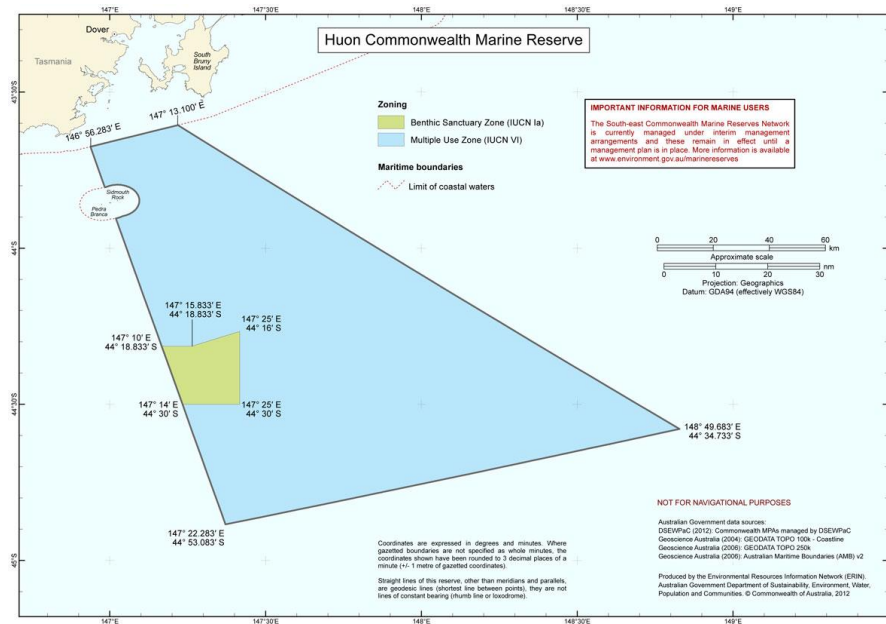 147° E
147°30' E
148° E
148°30' E
149° E
Huon Commonwealth Marine Reserve
Dover
Tasmania
South
Bruny
Island
43°30' S
44° S
44°30' S
45° S
146° 56.283' E
147° 13.100' E
Sidmouth
Rock
Pedra
Branca
Zoning
Benthic Sanctuary Zone (IUCN Ia)
Multiple Use Zone (IUCN VI)
Maritime boundaries
Limit of coastal waters
IMPORTANT INFORMATION FOR MARINE USERS
The South-east Commonwealth Marine Reserves Network
is currently managed under interim management
arrangements and these remain in effect until a
management plan is in place. More information is available
at www.environment.gov.au/marinereserves
0 20 40 60
km
Approximate scale
0 10 20 30
nm
Projection: Geographics
Datum: GDA94 (effectively WGS84)
147° 15.833' E
44° 18.833' S
147° 25' E
44° 16' S
147° 10' E
44° 18.833' S
147° 14' E
44° 30' S
147° 25' E
44° 30' S
148° 49.683' E
44° 34.733' S
147° 22.283' E
44° 53.083' S
Coordinates are expressed in degrees and minutes. Where
gazetted boundaries are not specified as whole minutes, the
coordinates shown have been rounded to 3 decimal places of a
minute (+/- 1 metre of gazetted coordinates).
Straight lines of this reserve, other than meridians and parallels,
are geodesic lines (shortest line between points), they are not
lines of constant bearing (rhumb line or loxodrome).
NOT FOR NAVIGATIONAL PURPOSES
Australian Government data sources:
DSEWPaC (2012): Commonwealth MPAs managed by DSEWPaC
Geoscience Australia (2004): GEODATA TOPO 100k - Coastline
Geoscience Australia (2006): GEODATA TOPO 250k
Geoscience Australia (2006): Australian Maritime Boundaries (AMB) v2
Produced by the Environmental Resources Information Network (ERIN).
Australian Government Department of Sustainability, Environment, Water,
Population and Communities. © Commonwealth of Australia, 2012
147° E
147°30' E
148° E
148°30' E
149° E